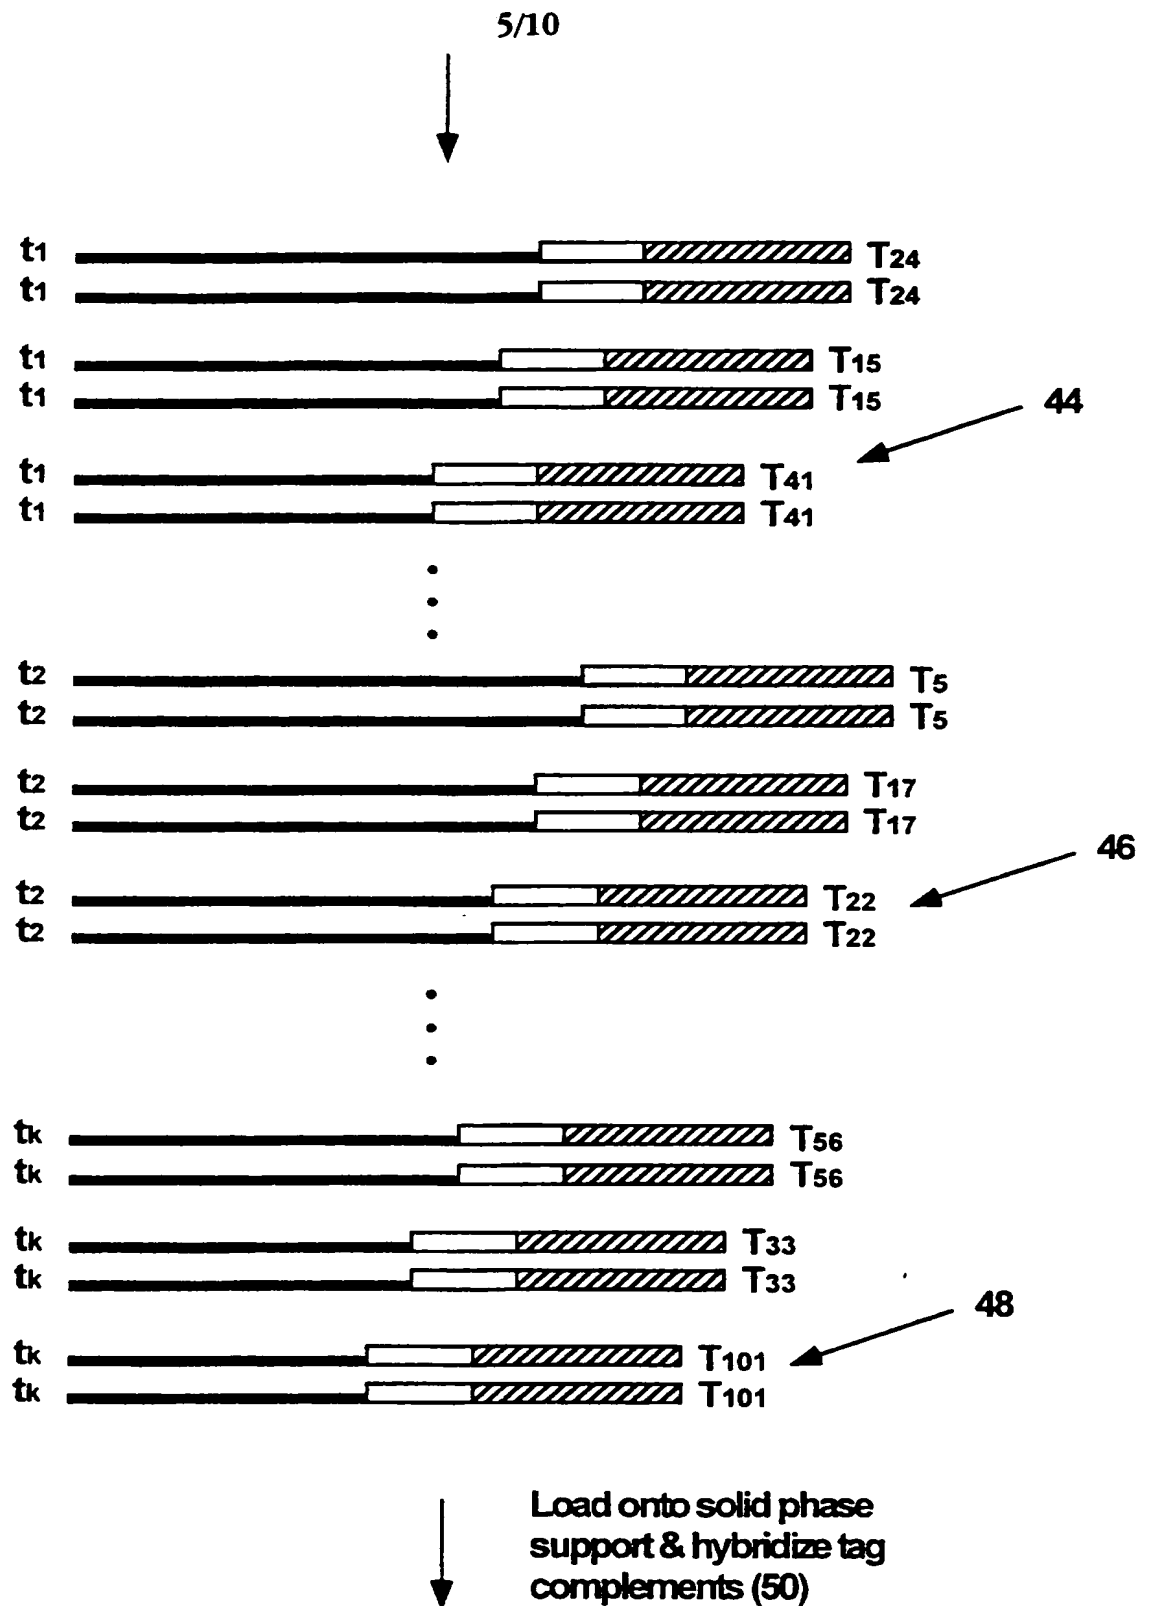 5/10
t1 T24
t1 T24
t1 T15
t1 T15
44
t1 T41
t1 T41
t2 T5
t2 T5
t2 T17
t2 T17
46
t2 T22
t2 T22
tk T56
tk T56
tk T33
tk T33
48
tk T101
tk T101
Load onto solid phase
support & hybridize tag
complements (50)